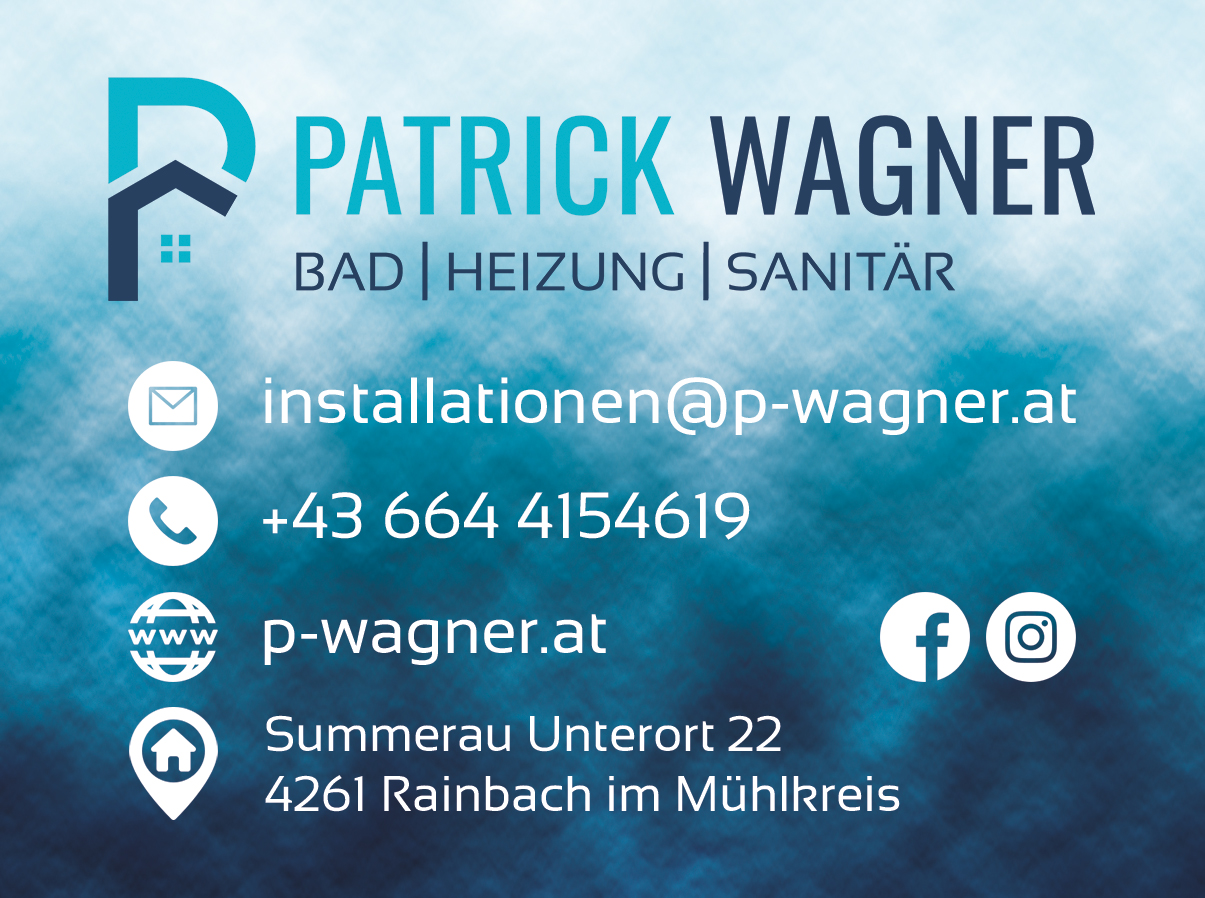 PATRICK WAGNER
BAD | HEIZUNG | SANITÄR
installationen@p-wagner.at
+43 664 4154619
www
p-wagner.at
Summerau Unterort 22
4261 Rainbach im Mühlkreis